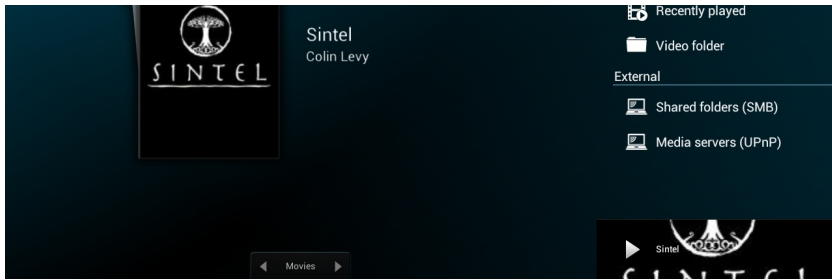 SINTEL
Sintel
Colin Levy
Movies
Recently played
Video folder
External
Shared folders (SMB)
Media servers (UPnP)
Sintel